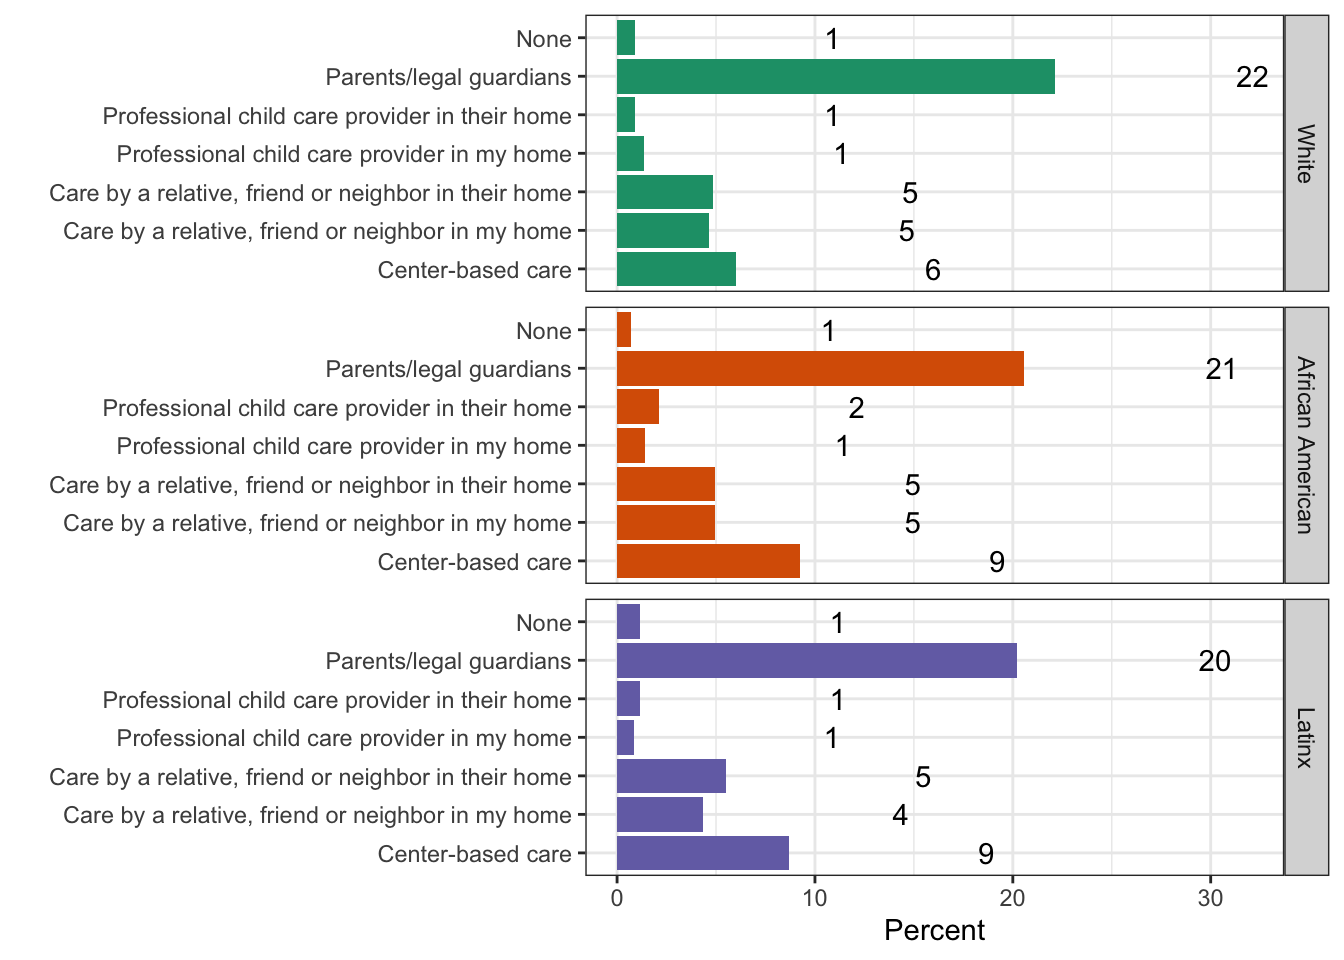 None 1
Parents/legal guardians 22
Professional child care provider in their home 1
Professional child care provider in my home 1
Care by a relative, friend or neighbor in their home 5
Care by a relative, friend or neighbor in my home 5
Center-based care 6
White
None 1
Parents/legal guardians 21
Professional child care provider in their home 2
Professional child care provider in my home 1
Care by a relative, friend or neighbor in their home 5
Care by a relative, friend or neighbor in my home 5
Center-based care 9
African American
None 1
Parents/legal guardians 20
Professional child care provider in their home 1
Professional child care provider in my home 1
Care by a relative, friend or neighbor in their home 5
Care by a relative, friend or neighbor in my home 4
Center-based care 9
Latinx
0 10 20 30
Percent